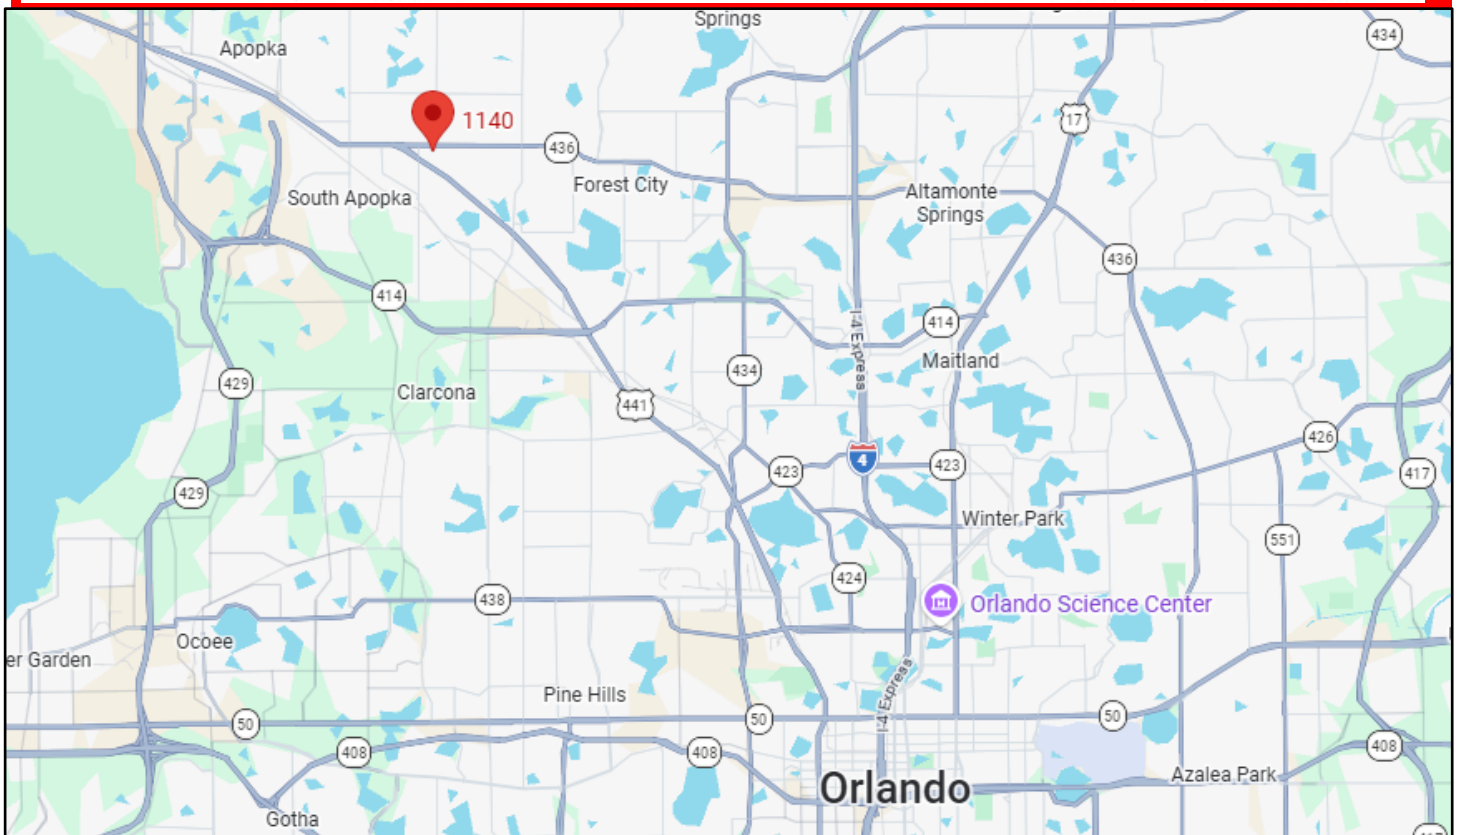 Springs
434
Apopka
1140
17
436
Forest City
Altamonte
Springs
South Apopka
436
414
414
I-4 Express
Maitland
434
429
Clarcona
441
426
4
423
423
417
429
Winter Park
551
424
438
Orlando Science Center
Ocoee
er Garden
I-4 Express
Pine Hills
50
50
50
408
408
408
Azalea Park
Orlando
Gotha